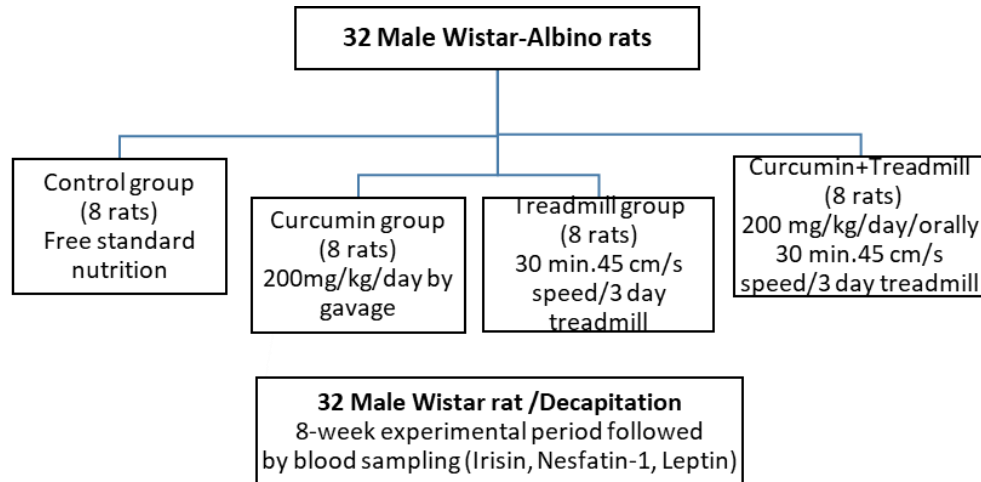 32 Male Wistar-Albino rats
Control group
(8 rats)
Free standard
nutrition
Curcumin group
(8 rats)
200mg/kg/day by
gavage
Treadmill group
(8 rats)
30 min.45 cm/s
speed/3 day
treadmill
Curcumin+Treadmill
(8 rats)
200 mg/kg/day/orally
30 min.45 cm/s
speed/3 day treadmill
32 Male Wistar rat /Decapitation
8-week experimental period followed
by blood sampling (Irisin, Nesfatin-1, Leptin)